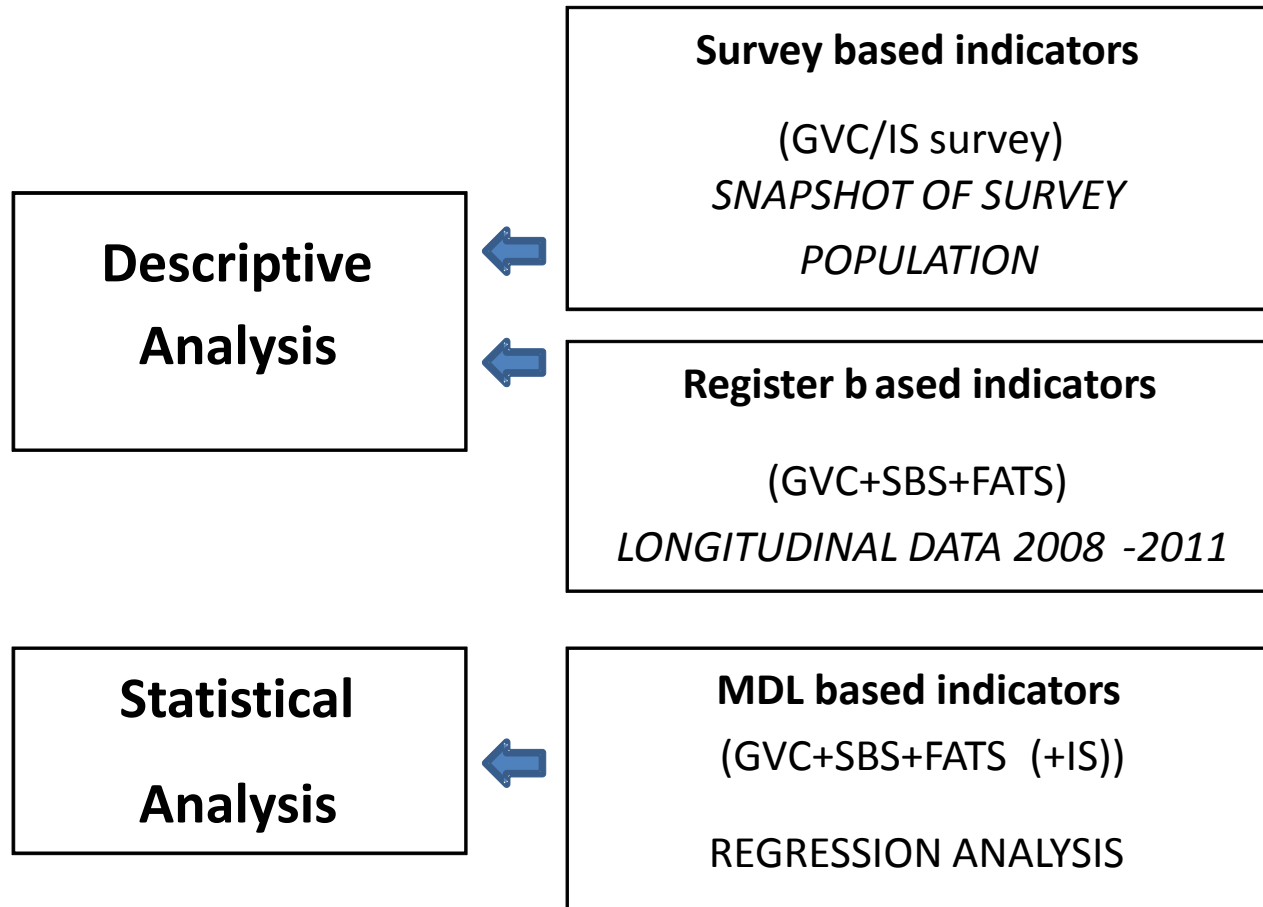 Survey based indicators
(GVC/IS survey)
SNAPSHOT OF SURVEY
POPULATION
Descriptive
Analysis
Register b ased indicators
(GVC+SBS+FATS)
LONGITUDINAL DATA 2008 -2011
Statistical
Analysis
MDL based indicators
(GVC+SBS+FATS (+IS))
REGRESSION ANALYSIS